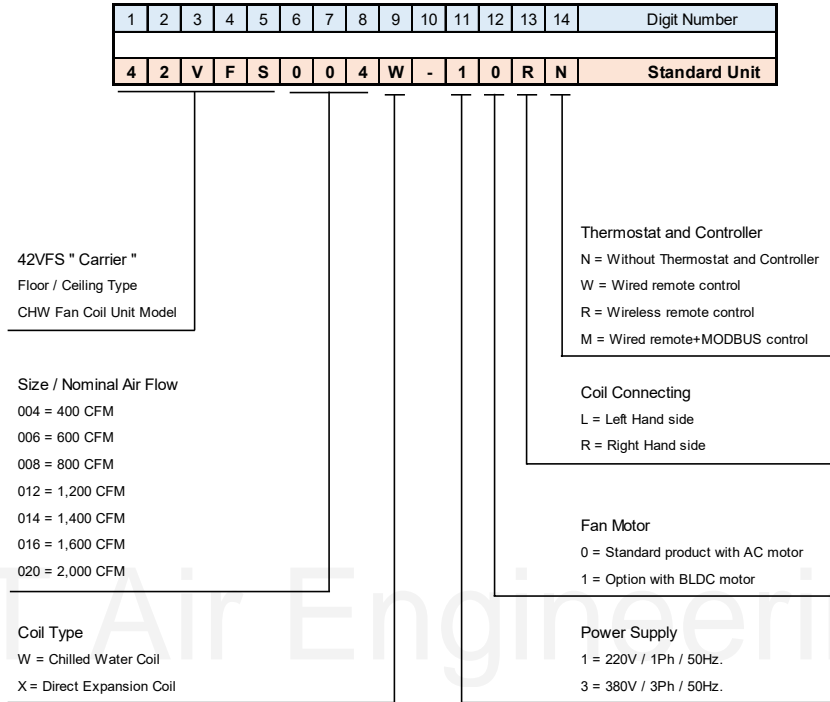 1 2 3 4 5 6 7 8 9 10 11 12 13 14 Digit Number
4 2 V F S 0 0 4 W - 1 0 R N Standard Unit
42VFS " Carrier "
Floor / Ceiling Type
CHW Fan Coil Unit Model
Size / Nominal Air Flow
004 = 400 CFM
006 = 600 CFM
008 = 800 CFM
012 = 1,200 CFM
014 = 1,400 CFM
016 = 1,600 CFM
020 = 2,000 CFM
Coil Type
W = Chilled Water Coil
X = Direct Expansion Coil
Thermostat and Controller
N = Without Thermostat and Controller
W = Wired remote control
R = Wireless remote control
M = Wired remote+MODBUS control
Coil Connecting
L = Left Hand side
R = Right Hand side
Fan Motor
0 = Standard product with AC motor
1 = Option with BLDC motor
Power Supply
1 = 220V / 1Ph / 50Hz.
3 = 380V / 3Ph / 50Hz.
T Air Engineeri